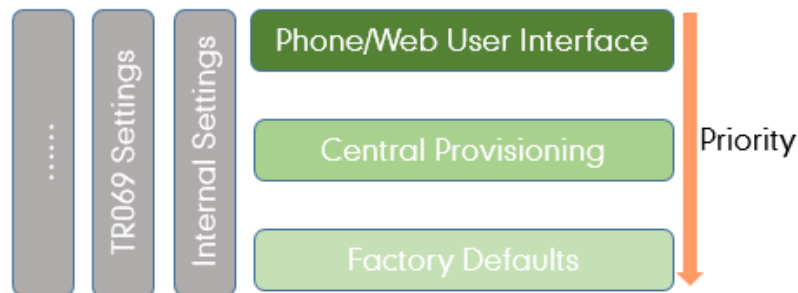 ......
TR069 Settings
Internal Settings
Phone/Web User Interface
Central Provisioning
Factory Defaults
Priority